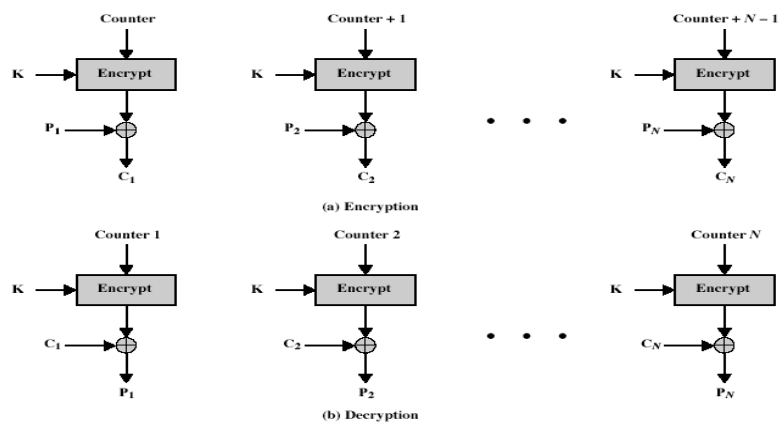 Counter Counter + 1 Counter + N – 1
K Encrypt K Encrypt K Encrypt
P1 P2 PN
C1 C2 CN
(a) Encryption
Counter 1 Counter 2 Counter N
K Encrypt K Encrypt K Encrypt
C1 C2 CN
P1 P2 PN
(b) Decryption